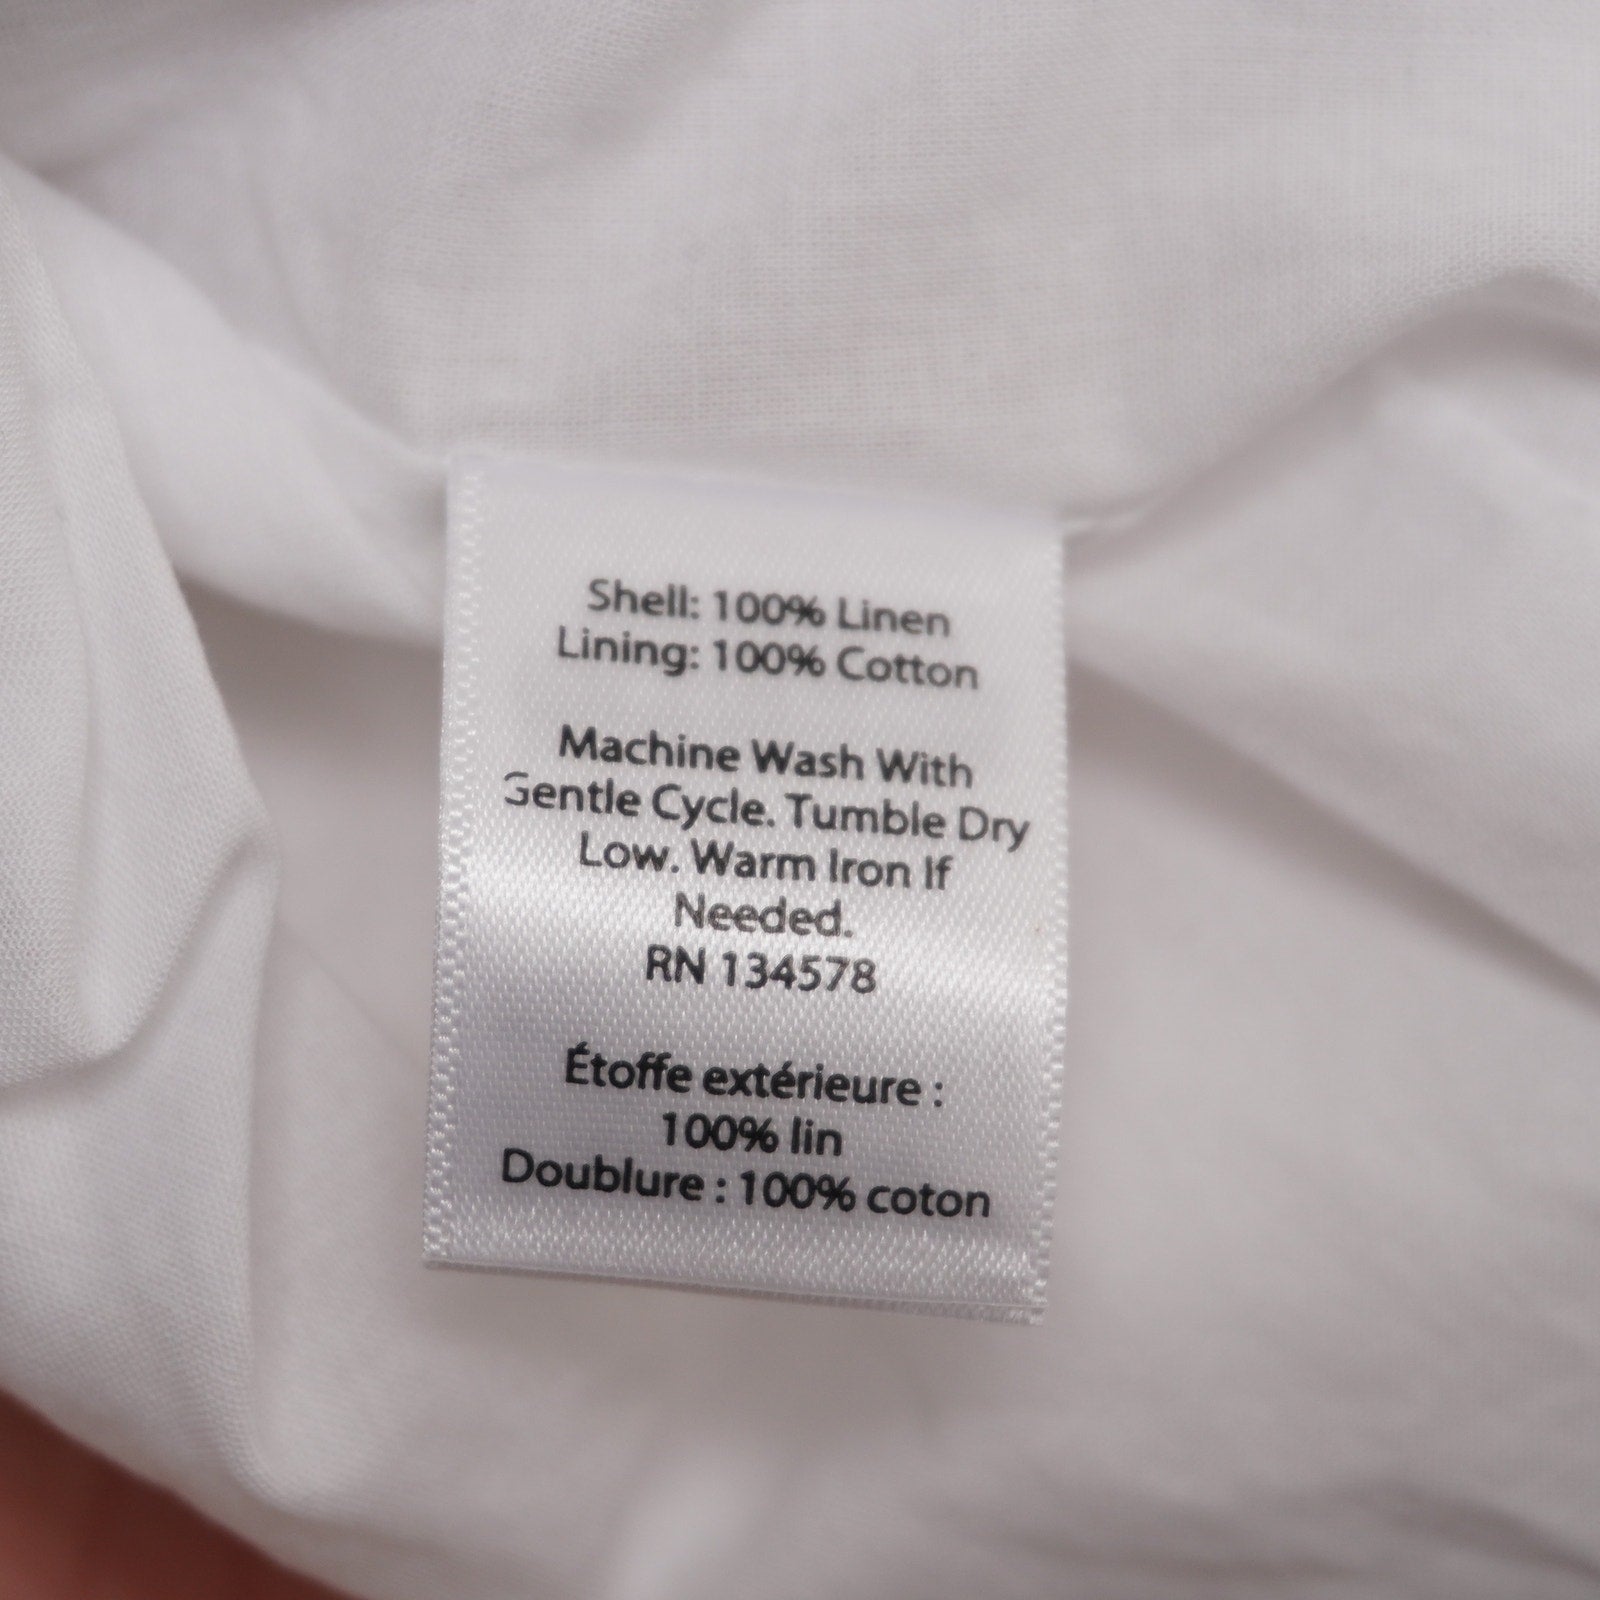 Shell: 100% Linen
Lining: 100% Cotton
Machine Wash With
Gentle Cycle. Tumble Dry
Low. Warm Iron If
Needed.
RN 134578
Étoffe extérieure :
100% lin
Doublure : 100% coton